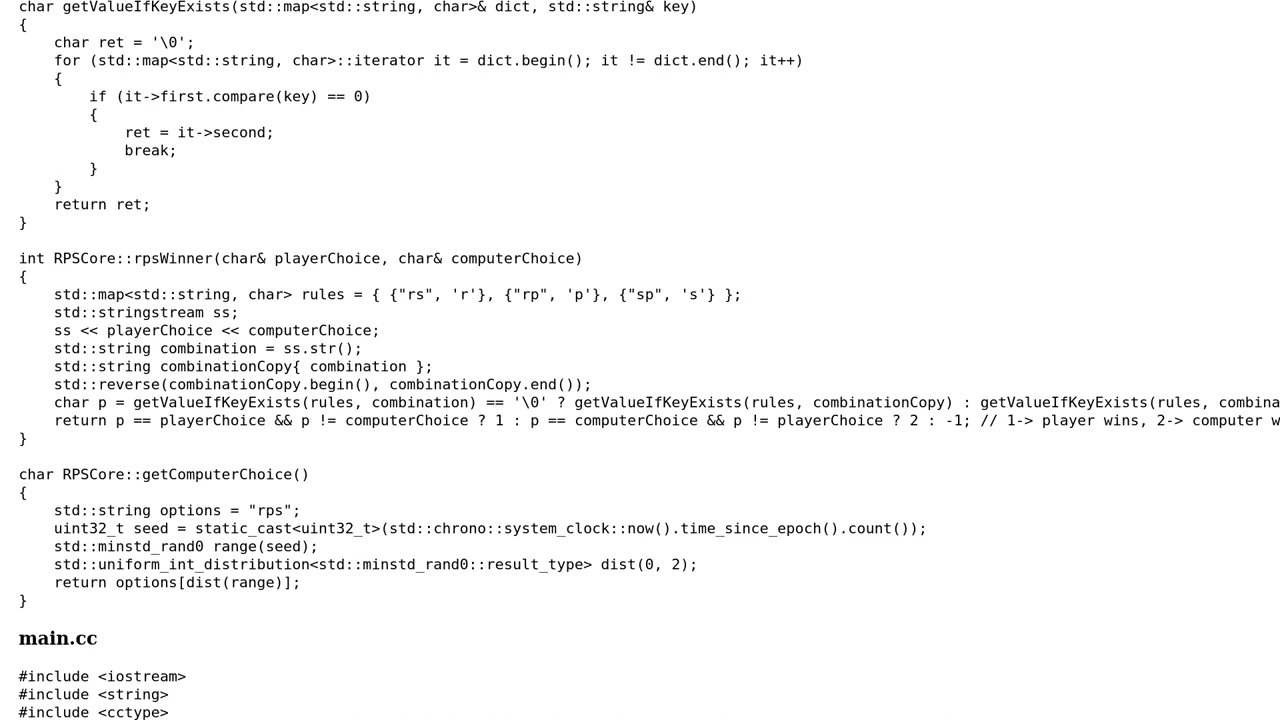 char getValueIfKeyExists(std::map<std::string, char>& dict, std::string& key)
{
    char ret = '\0';
    for (std::map<std::string, char>::iterator it = dict.begin(); it != dict.end(); it++)
    {
        if (it->first.compare(key) == 0)
        {
            ret = it->second;
            break;
        }
    }
    return ret;
}

int RPSCore::rpsWinner(char& playerChoice, char& computerChoice)
{
    std::map<std::string, char> rules = { {"rs", 'r'}, {"rp", 'p'}, {"sp", 's'} };
    std::stringstream ss;
    ss << playerChoice << computerChoice;
    std::string combination = ss.str();
    std::string combinationCopy{ combination };
    std::reverse(combinationCopy.begin(), combinationCopy.end());
    char p = getValueIfKeyExists(rules, combination) == '\0' ? getValueIfKeyExists(rules, combinationCopy) : getValueIfKeyExists(rules, combina
    return p == playerChoice && p != computerChoice ? 1 : p == computerChoice && p != playerChoice ? 2 : -1; // 1-> player wins, 2-> computer w
}

char RPSCore::getComputerChoice()
{
    std::string options = "rps";
    uint32_t seed = static_cast<uint32_t>(std::chrono::system_clock::now().time_since_epoch().count());
    std::minstd_rand0 range(seed);
    std::uniform_int_distribution<std::minstd_rand0::result_type> dist(0, 2);
    return options[dist(range)];
}

main.cc

#include <iostream>
#include <string>
#include <cctype>